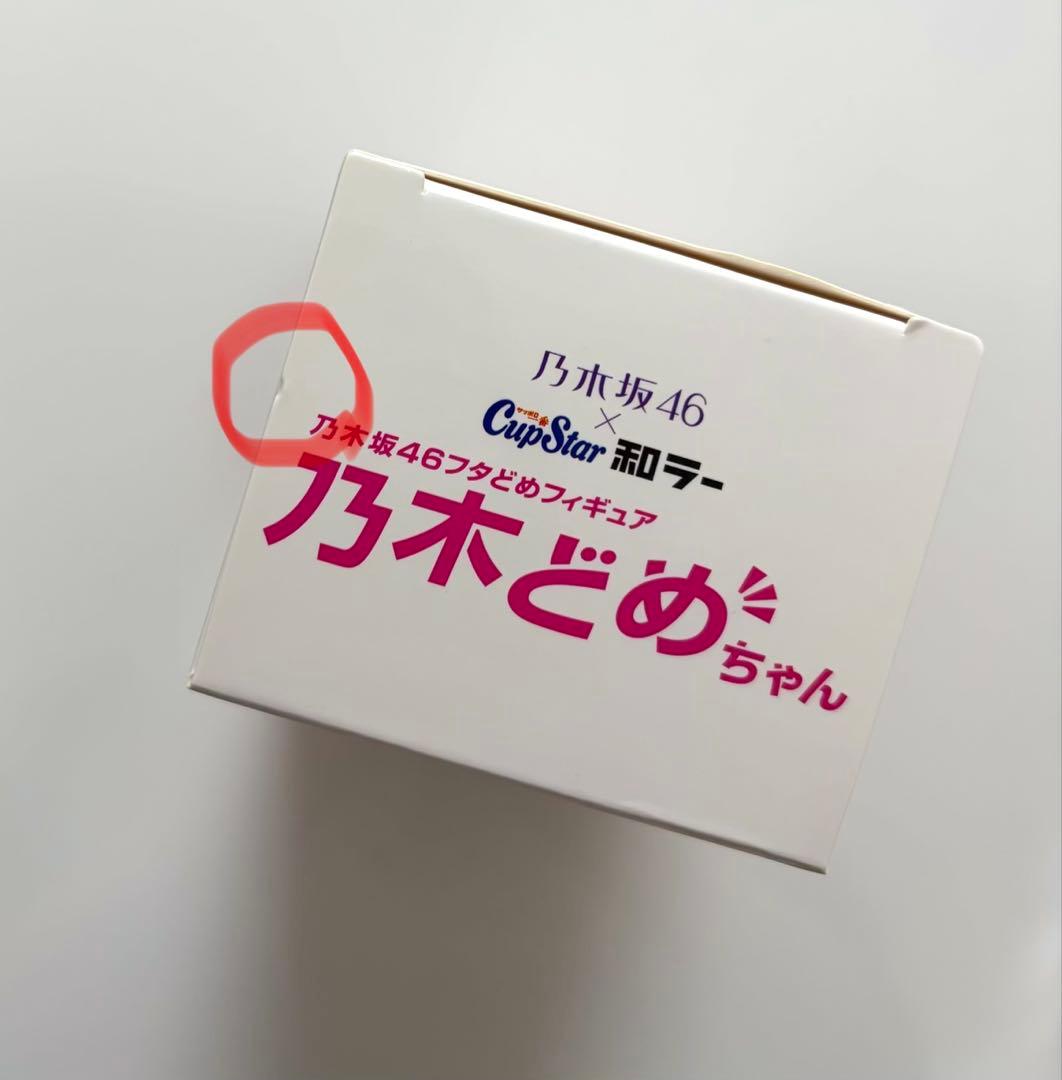 乃木坂46
×
サッポロ一番
CupStar 和ラー
乃木坂46フタどめフィギュア
乃木どめちゃん